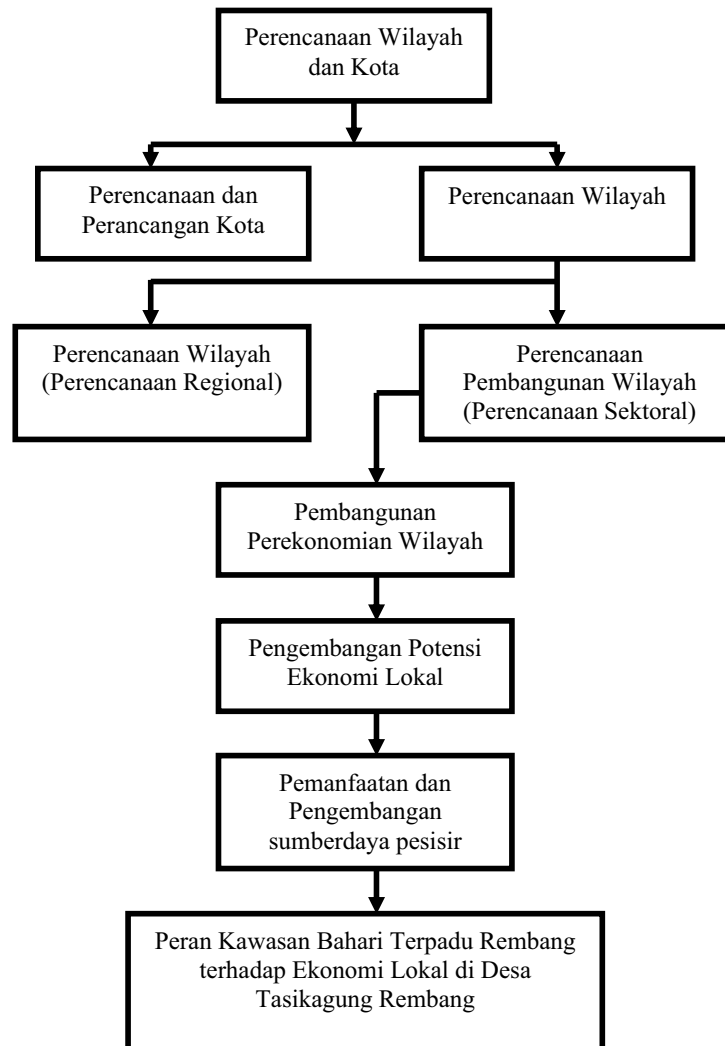 Perencanaan Wilayah
dan Kota
Perencanaan dan
Perancangan Kota
Perencanaan Wilayah
Perencanaan Wilayah
(Perencanaan Regional)
Perencanaan
Pembangunan Wilayah
(Perencanaan Sektoral)
Pembangunan
Perekonomian Wilayah
Pengembangan Potensi
Ekonomi Lokal
Pemanfaatan dan
Pengembangan
sumberdaya pesisir
Peran Kawasan Bahari Terpadu Rembang
terhadap Ekonomi Lokal di Desa
Tasikagung Rembang